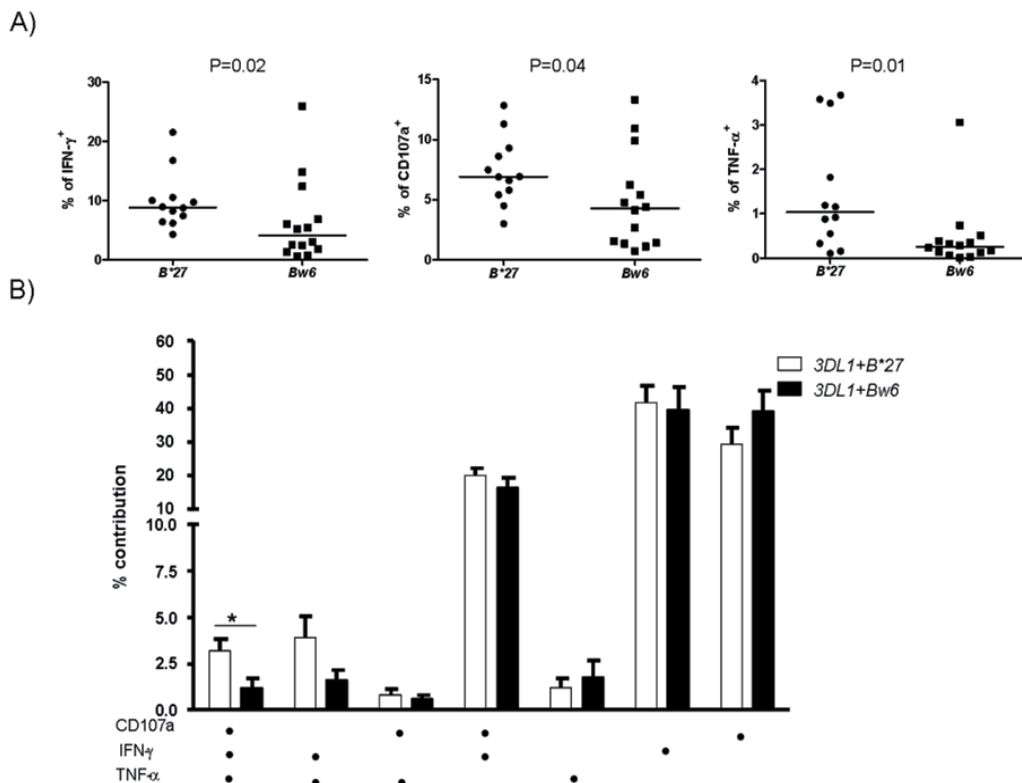 A)
P=0.02
P=0.04
P=0.01
% of IFN-γ+
30
20
10
0
B*27
Bw6
% of CD107a+
15
10
5
0
B*27
Bw6
% of TNF-α+
4
3
2
1
0
B*27
Bw6
B)
% contribution
60
50
40
30
20
10
10.0
7.5
5.0
2.5
0.0
*
3DL1+B*27
3DL1+Bw6
CD107a
IFN-γ
TNF-α